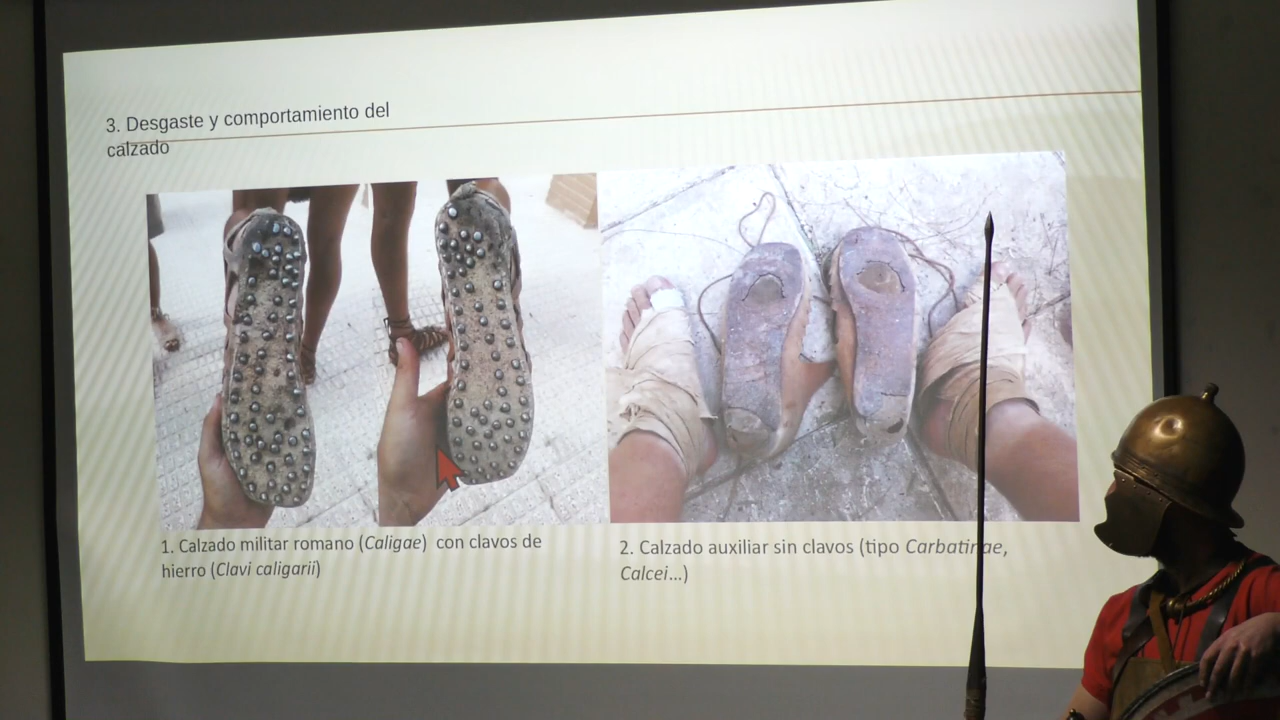 3. Desgaste y comportamiento del
calzado
1. Calzado militar romano (Caligae) con clavos de
hierro (Clavi caligarii)
2. Calzado auxiliar sin clavos (tipo Carbatinae,
Calcei...)